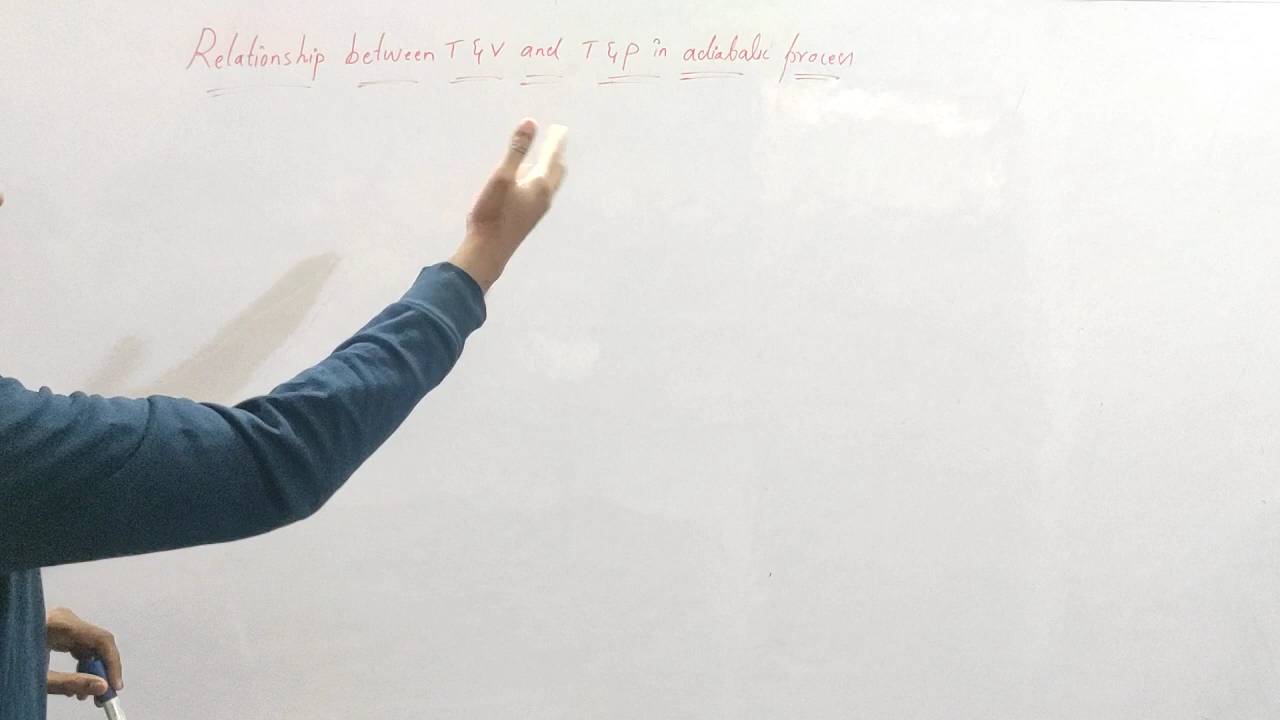 Relationship between T & V and T & P in adiabatic process